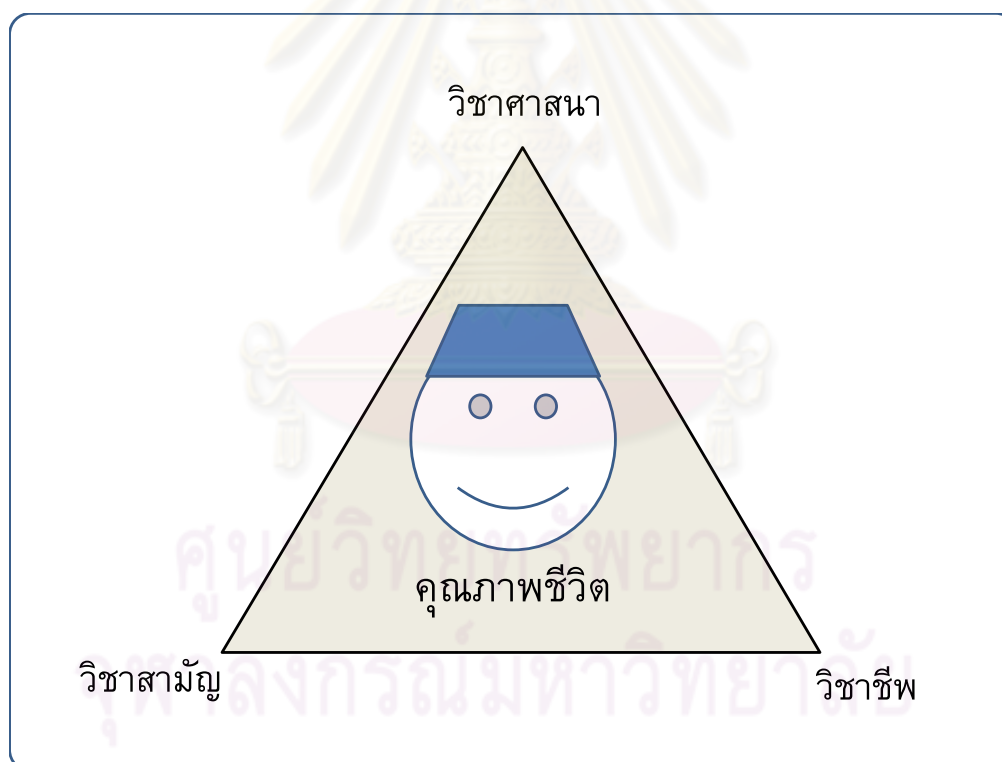 วิชาศาสนา
คุณภาพชีวิต
วิชาสามัญ
วิชาชีพ
ศูนย์วิทยทรัพยากร
จุฬาลงกรณ์มหาวิทยาลัย